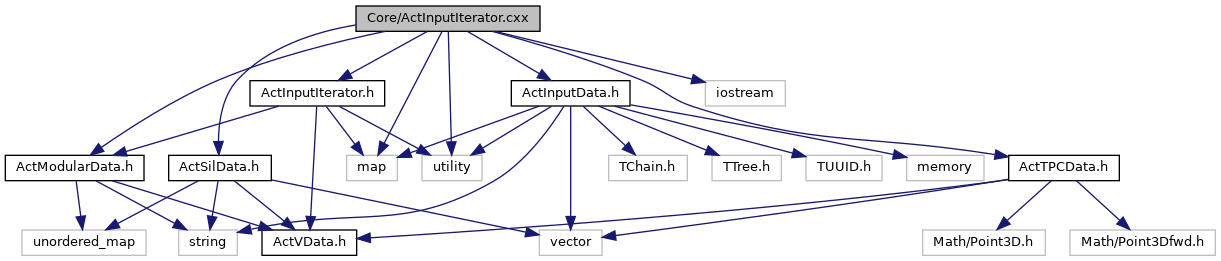 Core/ActInputIterator.cxx
ActInputIterator.h
ActInputData.h
iostream
ActModularData.h
ActSilData.h
map
utility
TChain.h
TTree.h
TUUID.h
memory
ActTPCData.h
unordered_map
string
ActVData.h
vector
Math/Point3D.h
Math/Point3Dfwd.h